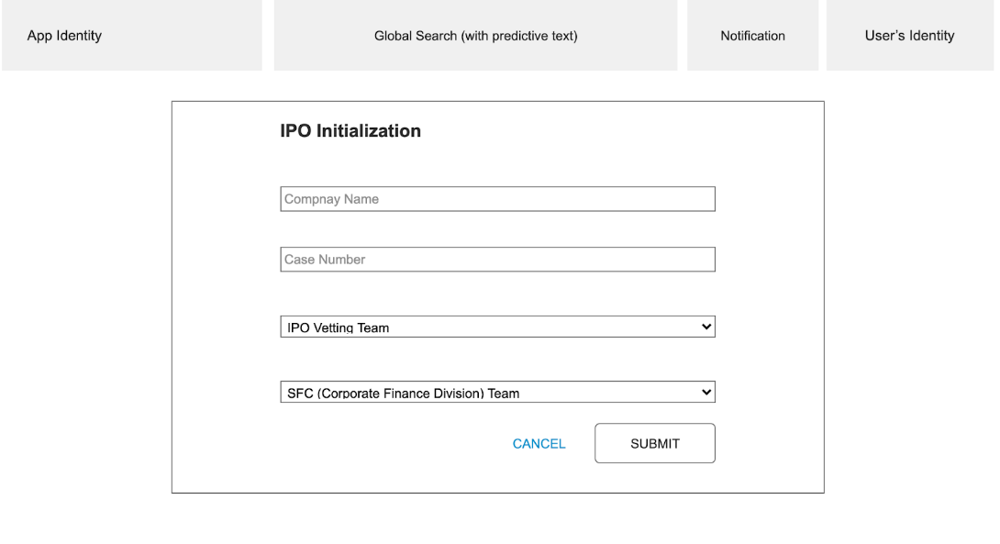 App Identity
Global Search (with predictive text)
Notification
User's Identity
IPO Initialization
Compnay Name
Case Number
IPO Vetting Team
SFC (Corporate Finance Division) Team
CANCEL
SUBMIT